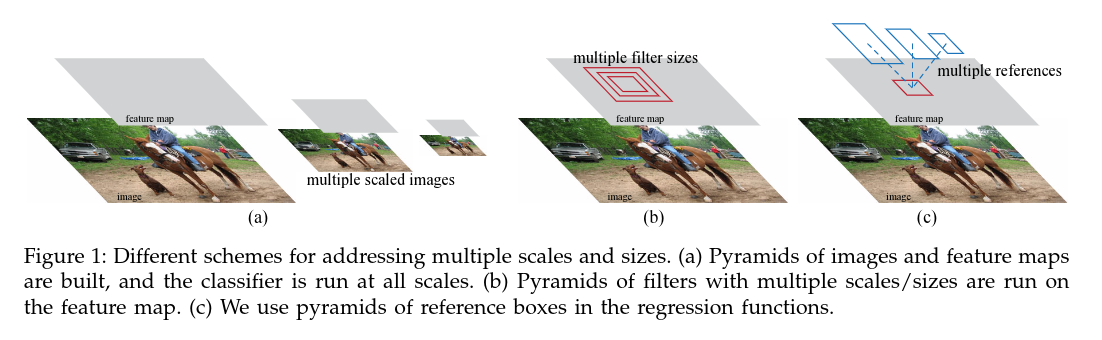 multiple filter sizes
multiple references
feature map
feature map
feature map
multiple scaled images
image
image
image
(a)
(b)
(c)
Figure 1: Different schemes for addressing multiple scales and sizes. (a) Pyramids of images and feature maps
are built, and the classifier is run at all scales. (b) Pyramids of filters with multiple scales/sizes are run on
the feature map. (c) We use pyramids of reference boxes in the regression functions.